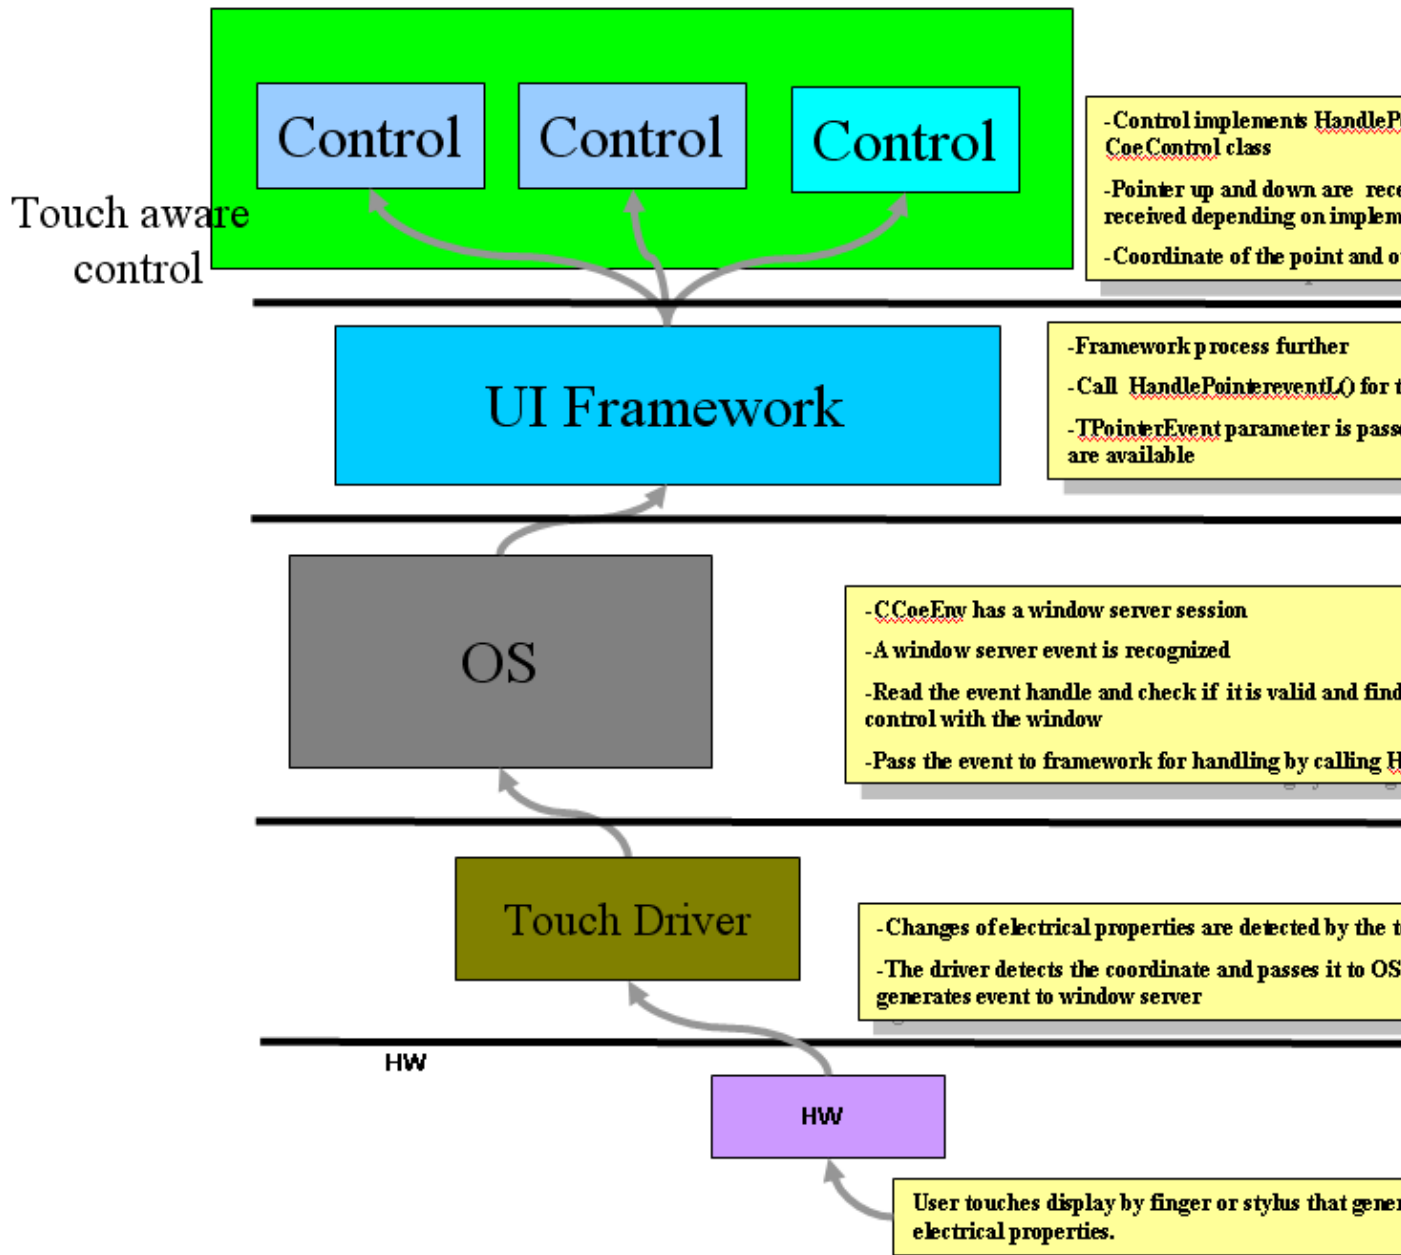 Control
Control
Control
Touch aware
control
-Control implements
CoeControl class
-Pointer up and down are
received depending on
-Coordinate of the point and
UI Framework
-Framework process further
-Call HandlePointereventL() for
-TPointerEvent parameter is
are available
OS
-CCoeEnv has a window server session
-A window server event is recognized
-Read the event handle and check if it is valid and find
control with the window
-Pass the event to framework for handling by calling
Touch Driver
-Changes of electrical properties are detected by the
-The driver detects the coordinate and passes it to OS
generates event to window server
HW
HW
User touches display by finger or stylus that
electrical properties.